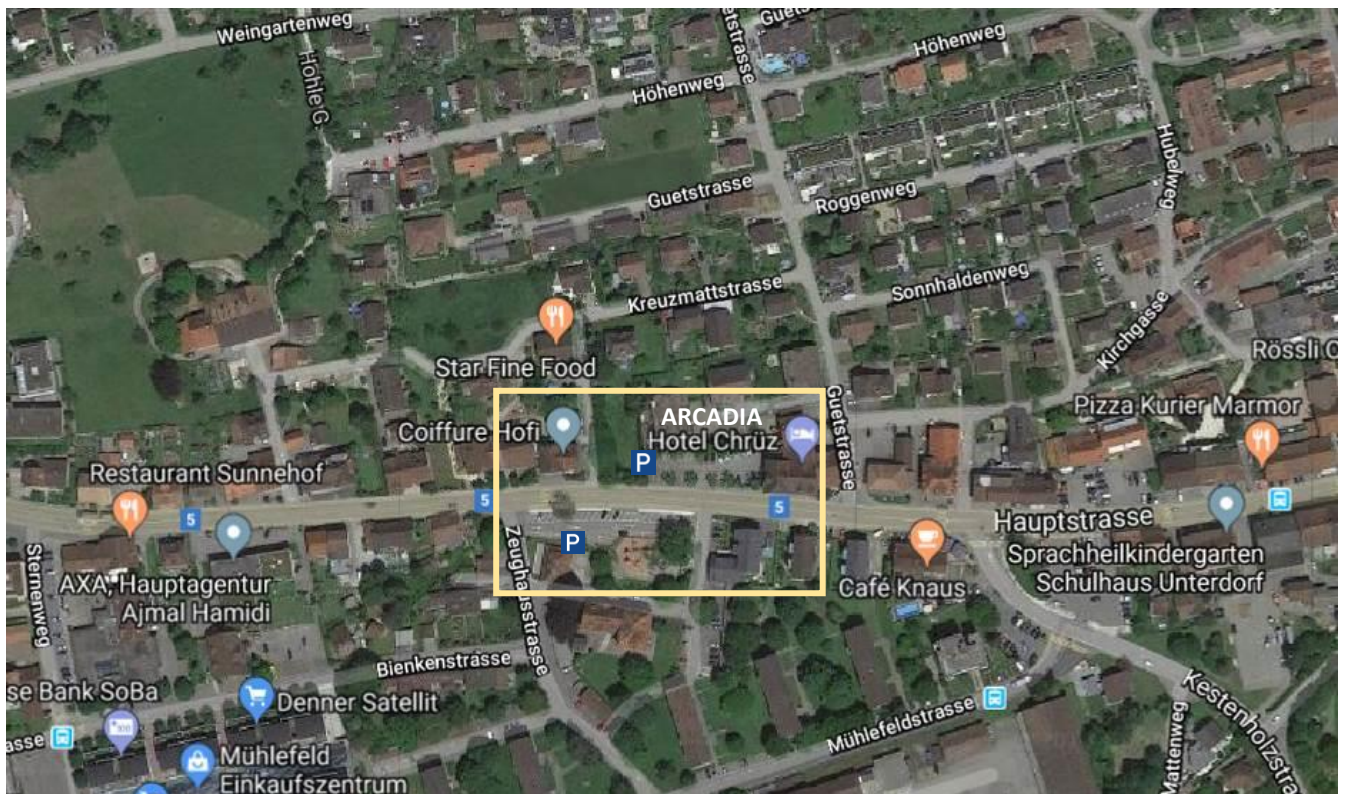 Weingartenweg
Höhle G.
Guetstrasse
Höhenweg
Höhenweg
Hubelweg
Guetstrasse
Roggenweg
Kreuzmattstrasse
Sonnhaldenweg
Kirchgasse
Star Fine Food
Rössli
ARCADIA
Coiffure Hofi
Hotel Chrüz
Guetstrasse
Pizza Kurier Marmor
P
Restaurant Sunnehof
5
5
5
Hauptstrasse
P
Sternenweg
Zeughausstrasse
Sprachheilkindergarten
Schulhaus Unterdorf
AXA, Hauptagentur
Ajmal Hamidi
Café Knaus
Bienkenstrasse
se Bank SoBa
Denner Satellit
Mühlefeldstrasse
Kestenholzstra
Mattenweg
asse
Mühlefeld
Einkaufszentrum